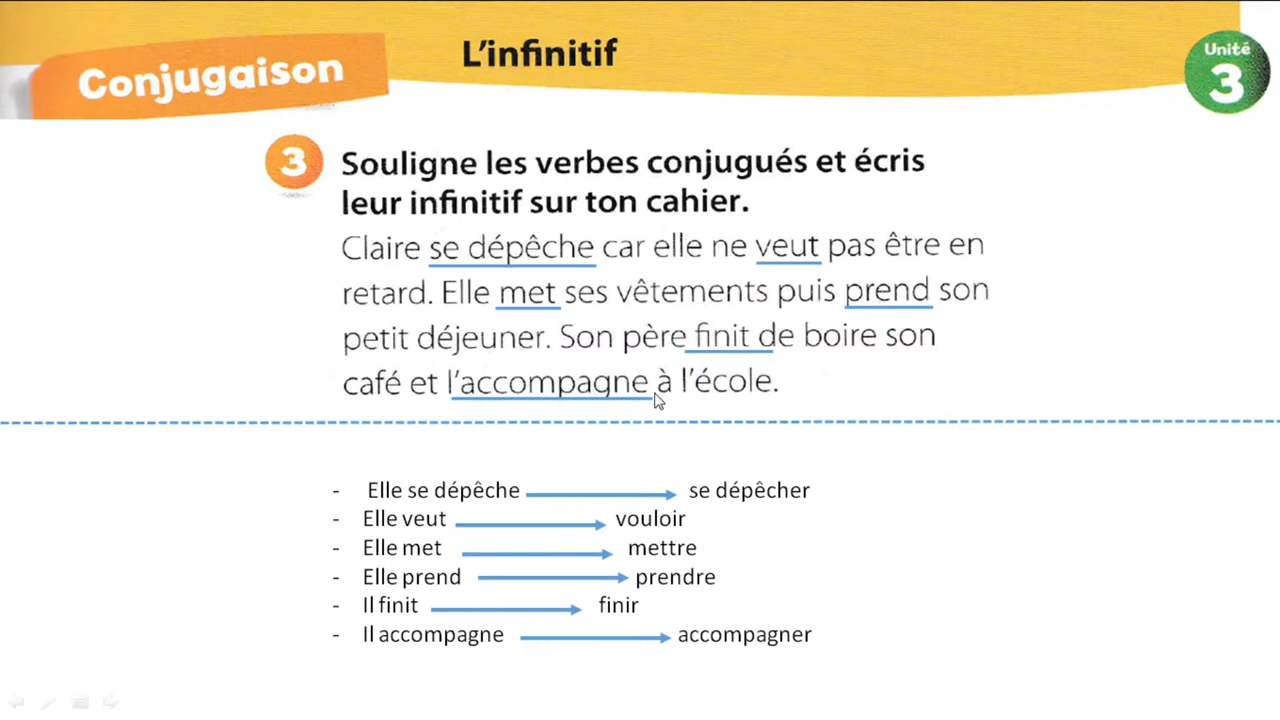 L'infinitif
Conjugaison
Unité
3
3
Souligne les verbes conjugués et écris
leur infinitif sur ton cahier.
Claire se dépêche car elle ne veut pas être en
retard. Elle met ses vêtements puis prend son
petit déjeuner. Son père finit de boire son
café et l'accompagne à l'école.
- Elle se dépêche se dépêcher
- Elle veut vouloir
- Elle met mettre
- Elle prend prendre
- Il finit finir
- Il accompagne accompagner